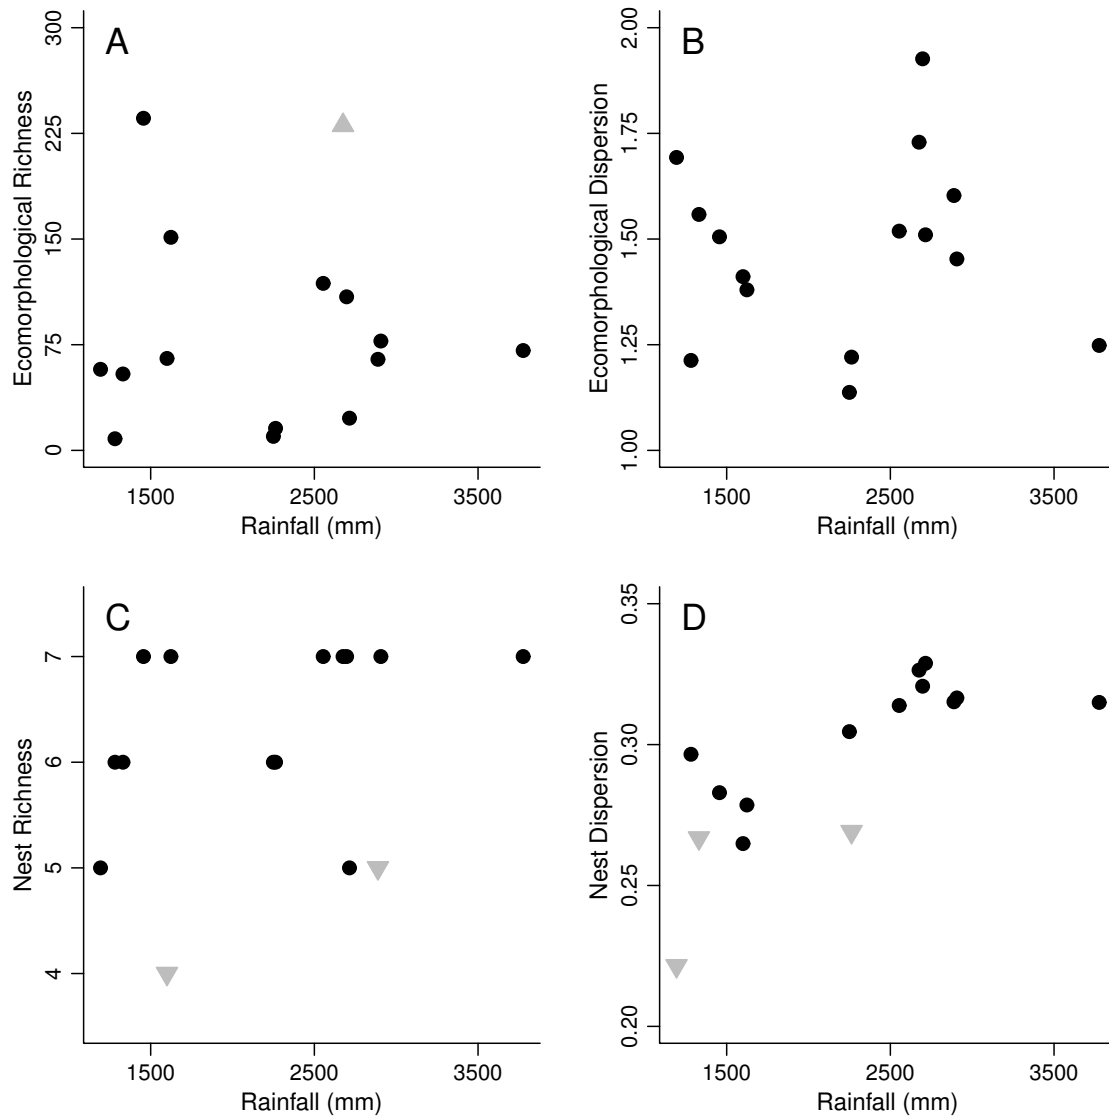 A
300
225
150
75
0
Ecomorphological Richness
1500 2500 3500
Rainfall (mm)
B
2.00
1.75
1.50
1.25
1.00
Ecomorphological Dispersion
1500 2500 3500
Rainfall (mm)
C
7
6
5
4
Nest Richness
1500 2500 3500
Rainfall (mm)
D
0.35
0.30
0.25
0.20
Nest Dispersion
1500 2500 3500
Rainfall (mm)